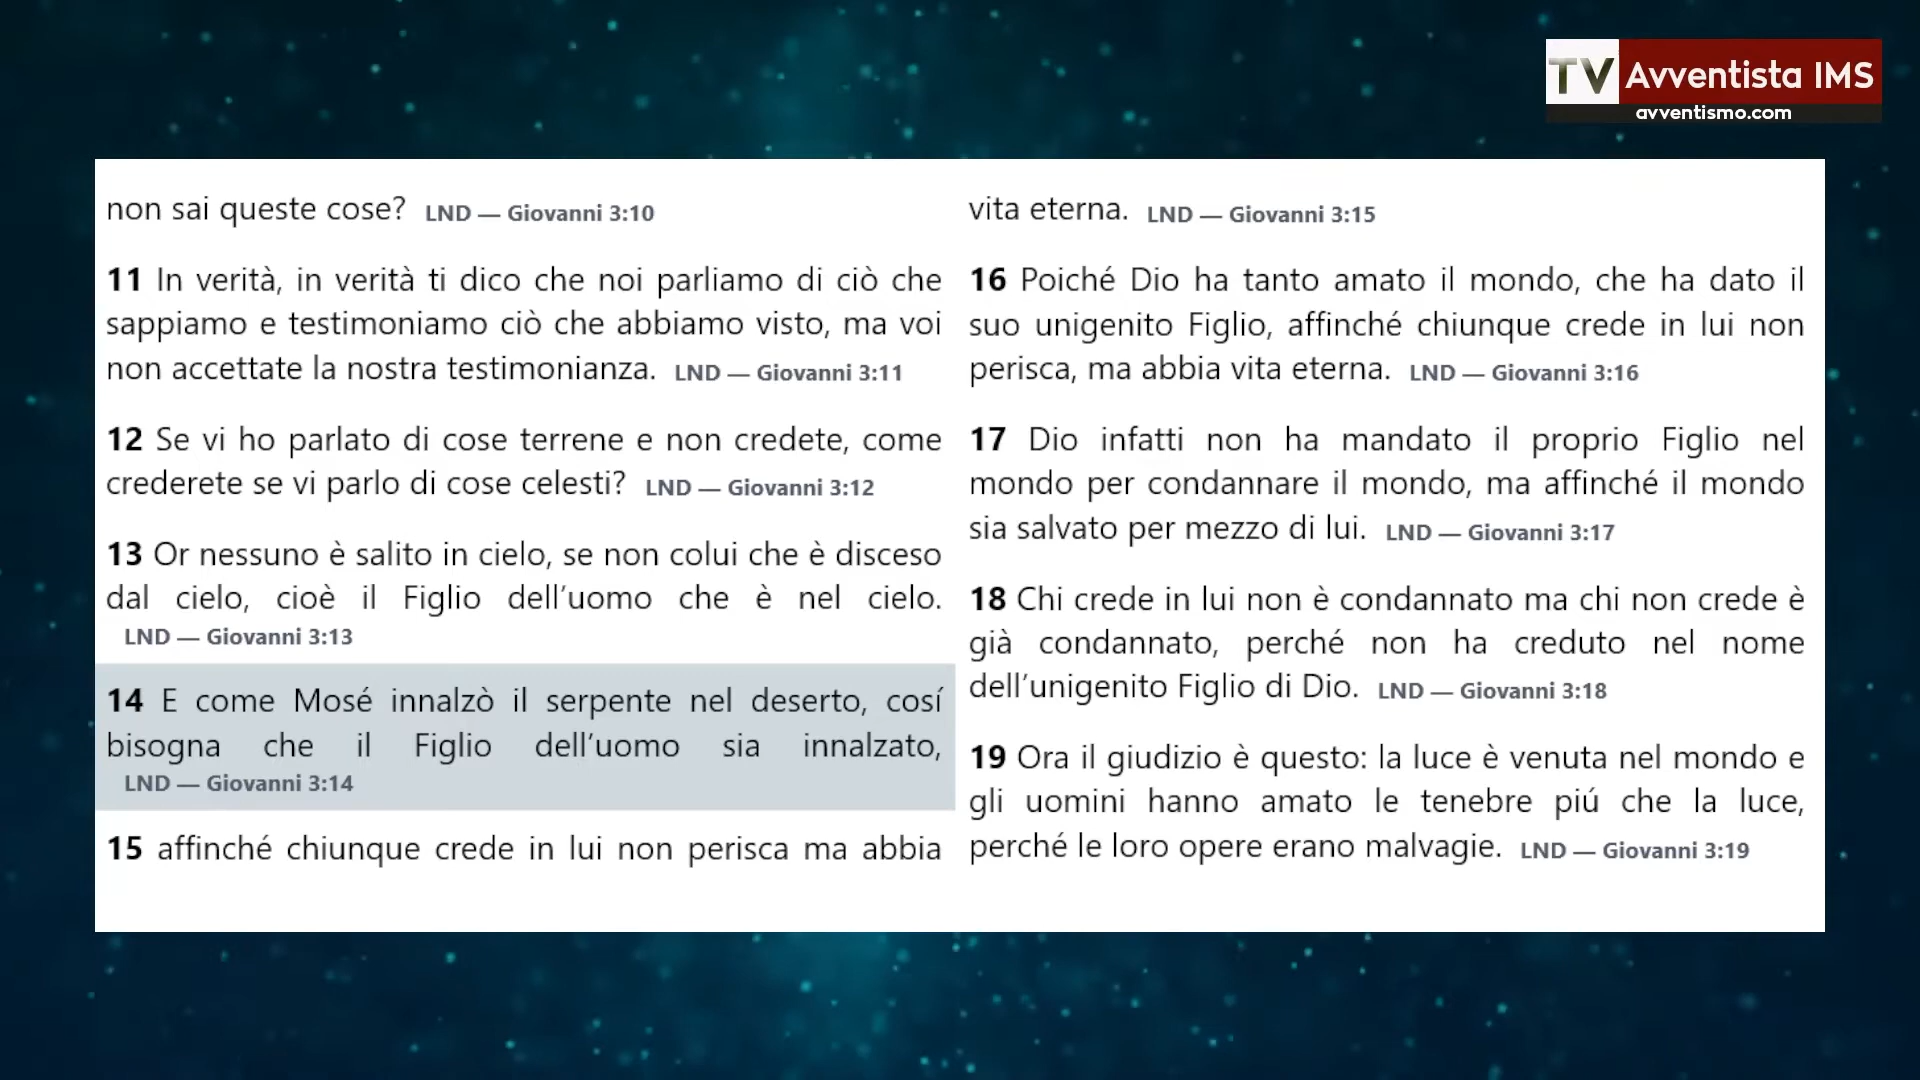 TV Avventista IMS
avventismo.com
non sai queste cose? LND — Giovanni 3:10
11 In verità, in verità ti dico che noi parliamo di ciò che
sappiamo e testimoniamo ciò che abbiamo visto, ma voi
non accettate la nostra testimonianza. LND — Giovanni 3:11
12 Se vi ho parlato di cose terrene e non credete, come
crederete se vi parlo di cose celesti? LND — Giovanni 3:12
13 Or nessuno è salito in cielo, se non colui che è disceso
dal cielo, cioè il Figlio dell’uomo che è nel cielo.
LND — Giovanni 3:13
14 E come Mosé innalzò il serpente nel deserto, cosí
bisogna che il Figlio dell’uomo sia innalzato,
LND — Giovanni 3:14
15 affinché chiunque crede in lui non perisca ma abbia
vita eterna. LND — Giovanni 3:15
16 Poiché Dio ha tanto amato il mondo, che ha dato il
suo unigenito Figlio, affinché chiunque crede in lui non
perisca, ma abbia vita eterna. LND — Giovanni 3:16
17 Dio infatti non ha mandato il proprio Figlio nel
mondo per condannare il mondo, ma affinché il mondo
sia salvato per mezzo di lui. LND — Giovanni 3:17
18 Chi crede in lui non è condannato ma chi non crede è
già condannato, perché non ha creduto nel nome
dell’unigenito Figlio di Dio. LND — Giovanni 3:18
19 Ora il giudizio è questo: la luce è venuta nel mondo e
gli uomini hanno amato le tenebre piú che la luce,
perché le loro opere erano malvagie. LND — Giovanni 3:19